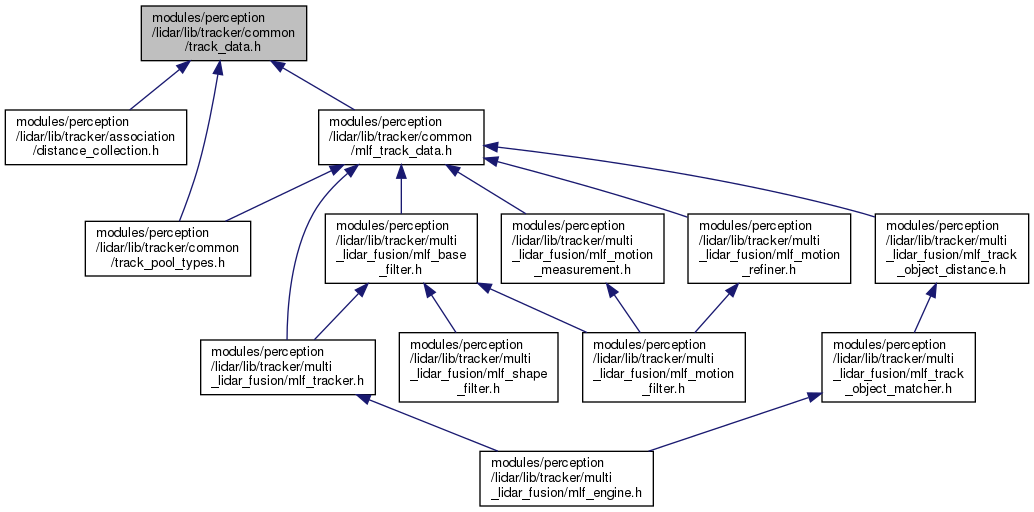 modules/perception
/lidar/lib/tracker/common
/track_data.h
modules/perception
/lidar/lib/tracker/association
/distance_collection.h
modules/perception
/lidar/lib/tracker/common
/mlf_track_data.h
modules/perception
/lidar/lib/tracker/common
/track_pool_types.h
modules/perception
/lidar/lib/tracker/multi
_lidar_fusion/mlf_base
_filter.h
modules/perception
/lidar/lib/tracker/multi
_lidar_fusion/mlf_motion
_measurement.h
modules/perception
/lidar/lib/tracker/multi
_lidar_fusion/mlf_motion
_refiner.h
modules/perception
/lidar/lib/tracker/multi
_lidar_fusion/mlf_track
_object_distance.h
modules/perception
/lidar/lib/tracker/multi
_lidar_fusion/mlf_tracker.h
modules/perception
/lidar/lib/tracker/multi
_lidar_fusion/mlf_shape
_filter.h
modules/perception
/lidar/lib/tracker/multi
_lidar_fusion/mlf_motion
_filter.h
modules/perception
/lidar/lib/tracker/multi
_lidar_fusion/mlf_track
_object_matcher.h
modules/perception
/lidar/lib/tracker/multi
_lidar_fusion/mlf_engine.h